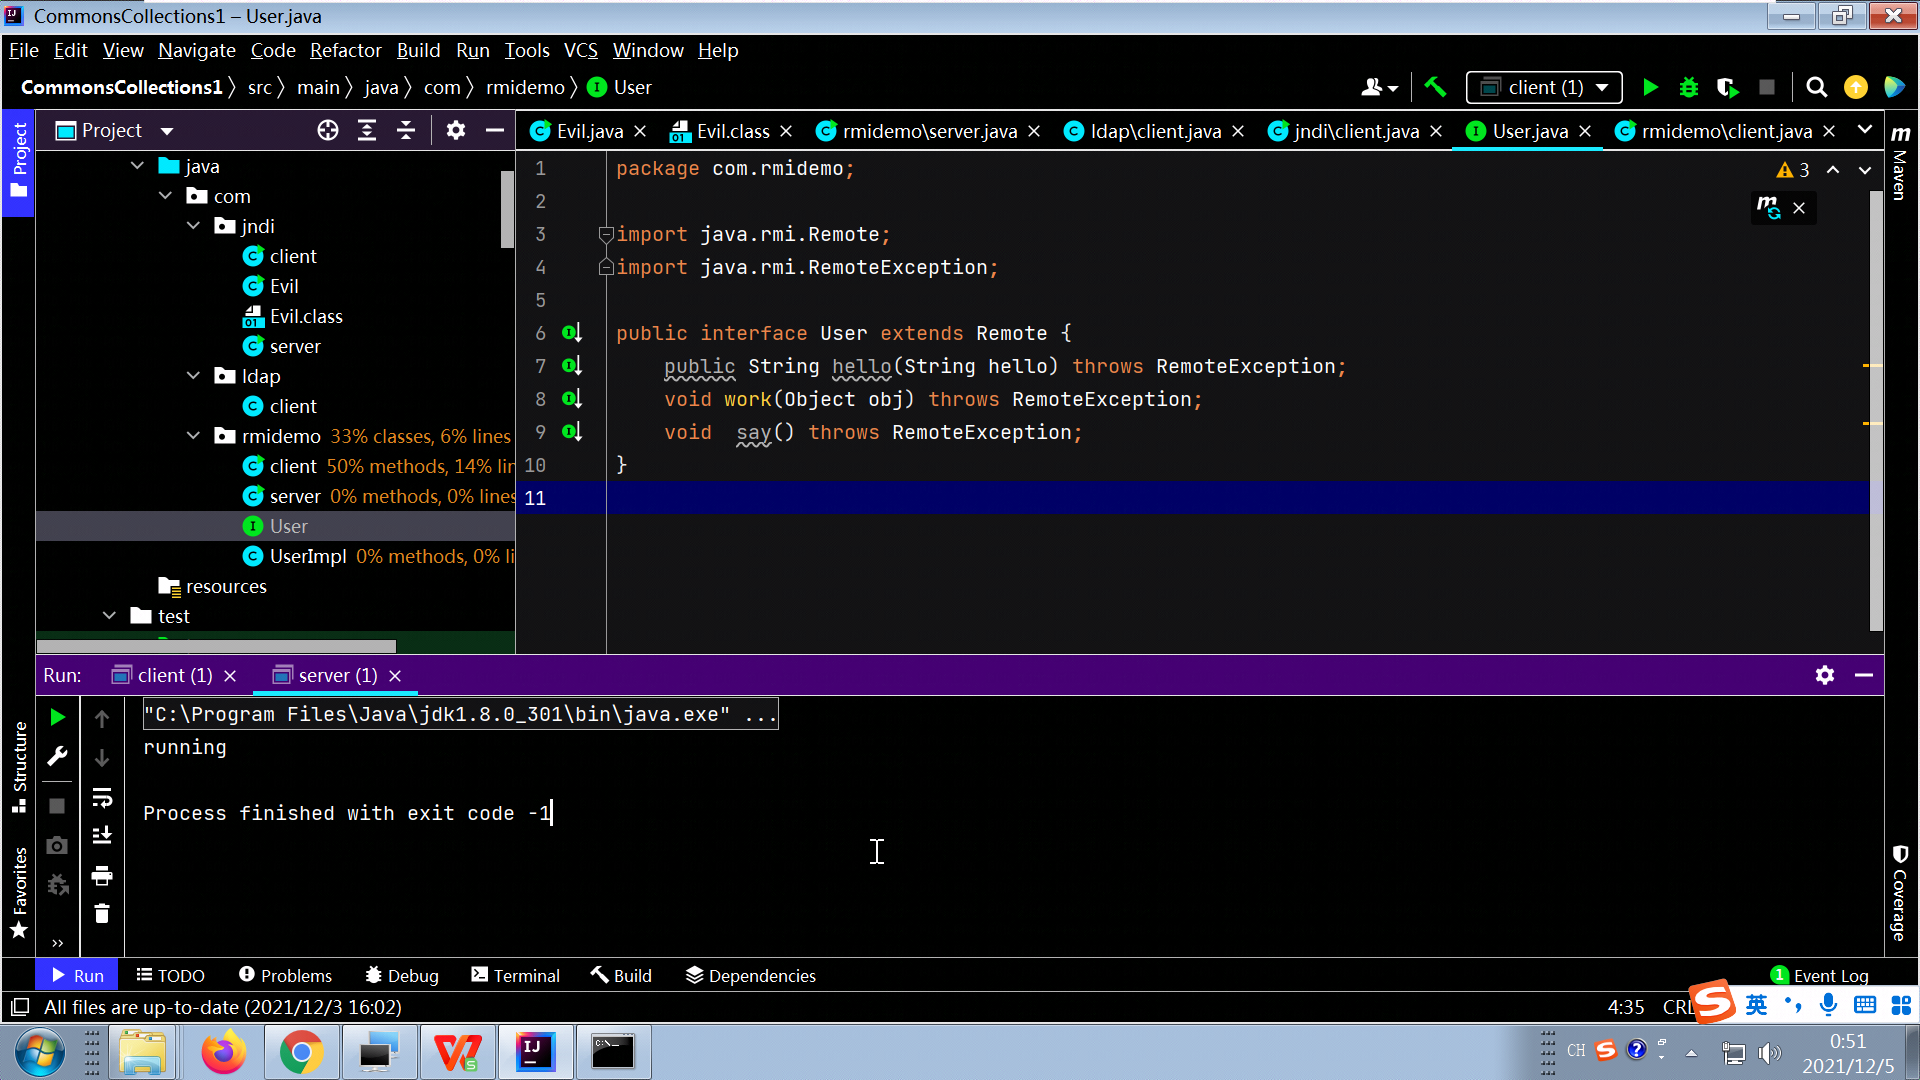 CommonsCollections1 – User.java
File Edit View Navigate Code Refactor Build Run Tools VCS Window Help
CommonsCollections1 src main java com rmidemo User
client (1)
Project
Evil.java
Evil.class
rmidemo\server.java
ldap\client.java
jndi\client.java
User.java
rmidemo\client.java
Project
Maven
java
com
jndi
client
Evil
Evil.class
server
ldap
client
rmidemo 33% classes, 6% lines
client 50% methods, 14% lin
server 0% methods, 0% lines
User
UserImpl 0% methods, 0% li
resources
test
3
1 package com.rmidemo;
2
3 import java.rmi.Remote;
4 import java.rmi.RemoteException;
5
6 public interface User extends Remote {
7 public String hello(String hello) throws RemoteException;
8 void work(Object obj) throws RemoteException;
9 void  say() throws RemoteException;
10 }
11
Run: client (1) server (1)
"C:\Program Files\Java\jdk1.8.0_301\bin\java.exe" ...
running
Process finished with exit code -1
Structure
Favorites
Coverage
Run TODO Problems Debug Terminal Build Dependencies
1 Event Log
All files are up-to-date (2021/12/3 16:02)
4:35 CRL
英
CH
0:51
2021/12/5